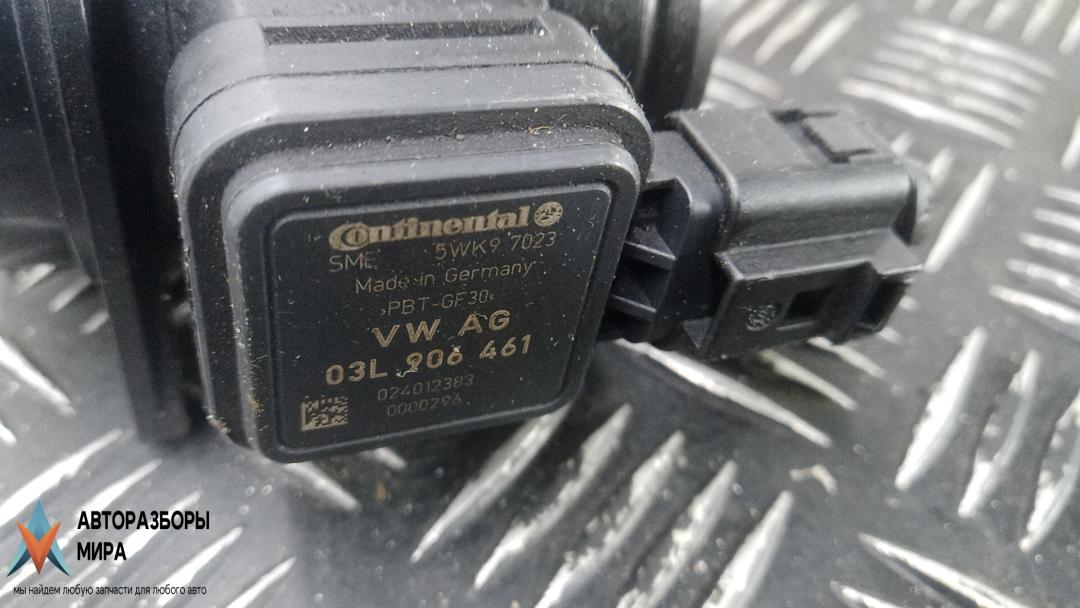 Continental
5WK9 7023
SME
Made in Germany
>PBT-GF30<
VW AG
03L 906 461
024012383
0000296
АВТОРАЗБОРЫ
МИРА
мы найдем любую запчасти для любого авто